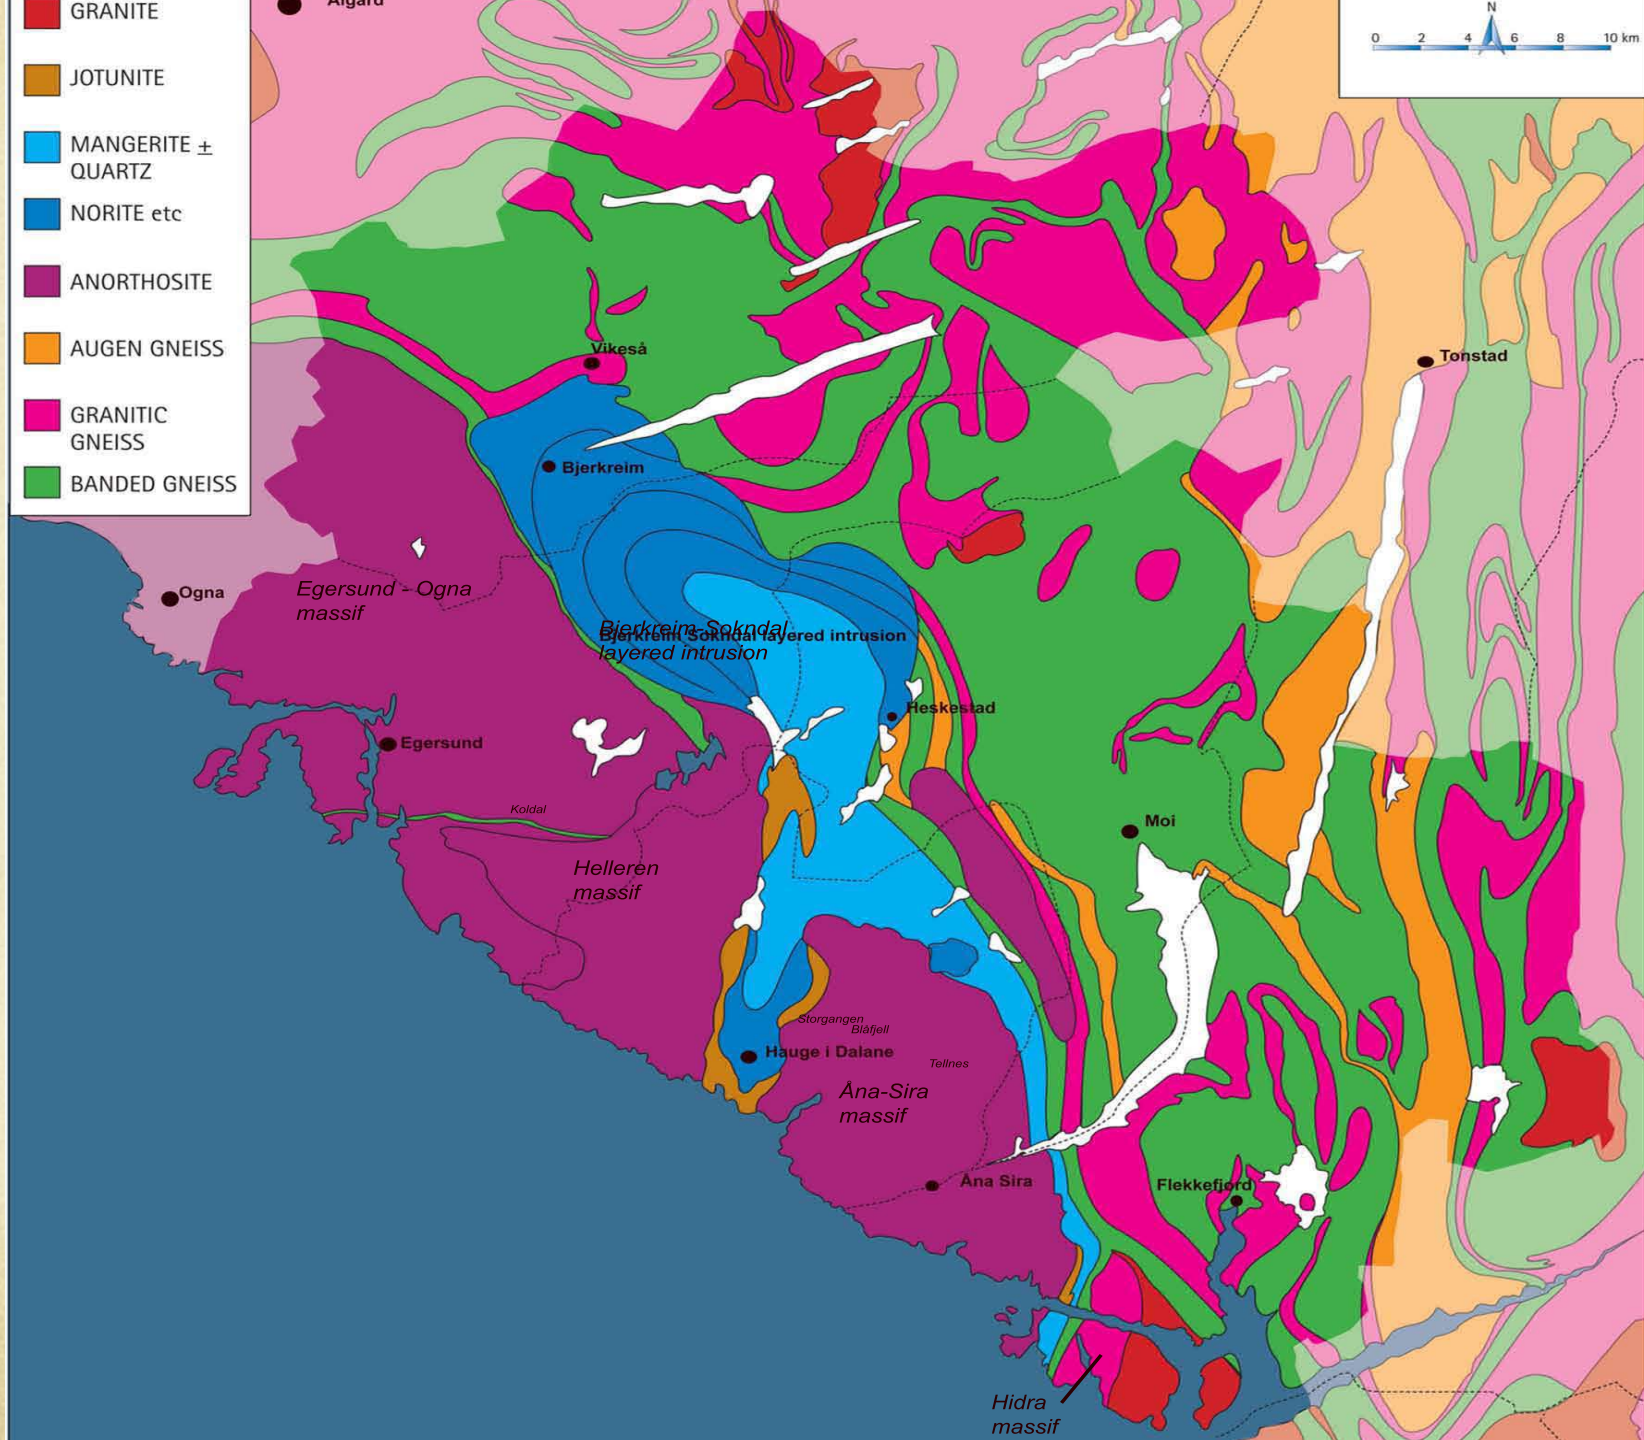 GRANITE
JOTUNITE
MANGERITE ±
QUARTZ
NORITE etc
ANORTHOSITE
AUGEN GNEISS
GRANITIC
GNEISS
BANDED GNEISS
Ålgård
N
0 2 4 6 8 10 km
Vikeså
Tonstad
Bjerkreim
Ogna
Egersund - Ogna
massif
Bjerkreim-Sokndal
layered intrusion
Bjerkreim Sokndal layered intrusion
Heskestad
Egersund
Koldal
Moi
Helleren
massif
Storgangen
Blåfjell
Hauge i Dalane
Tellnes
Åna-Sira
massif
Åna Sira
Flekkefjord
Hidra
massif